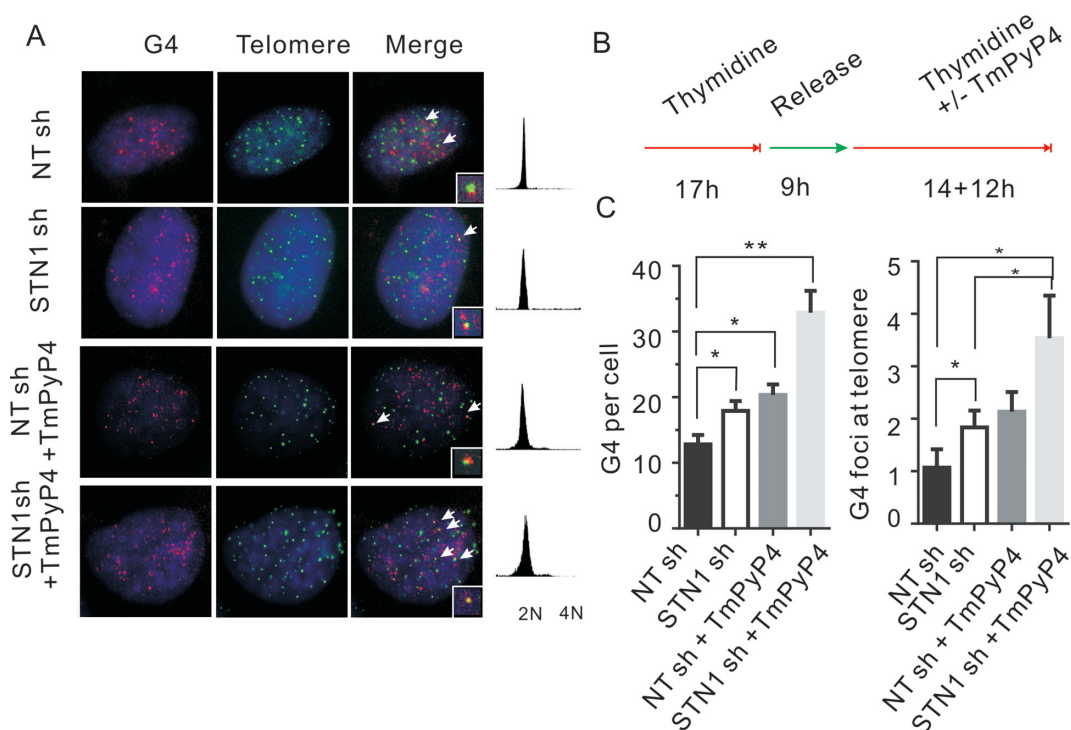 A
G4 Telomere Merge
NT sh
STN1 sh
NT sh
+TmPyP4
STN1sh
+TmPyP4
2N 4N
B
Thymidine
Release
Thymidine
+/- TmPyP4
17h 9h 14+12h
C
G4 per cell
40
30
20
10
0
*
*
**
NT sh
STN1 sh
NT sh + TmPyP4
STN1 sh +TmPyP4
G4 foci at telomere
5
4
3
2
1
0
*
*
*
NT sh
STN1 sh
NT sh + TmPyP4
STN1 sh +TmPyP4